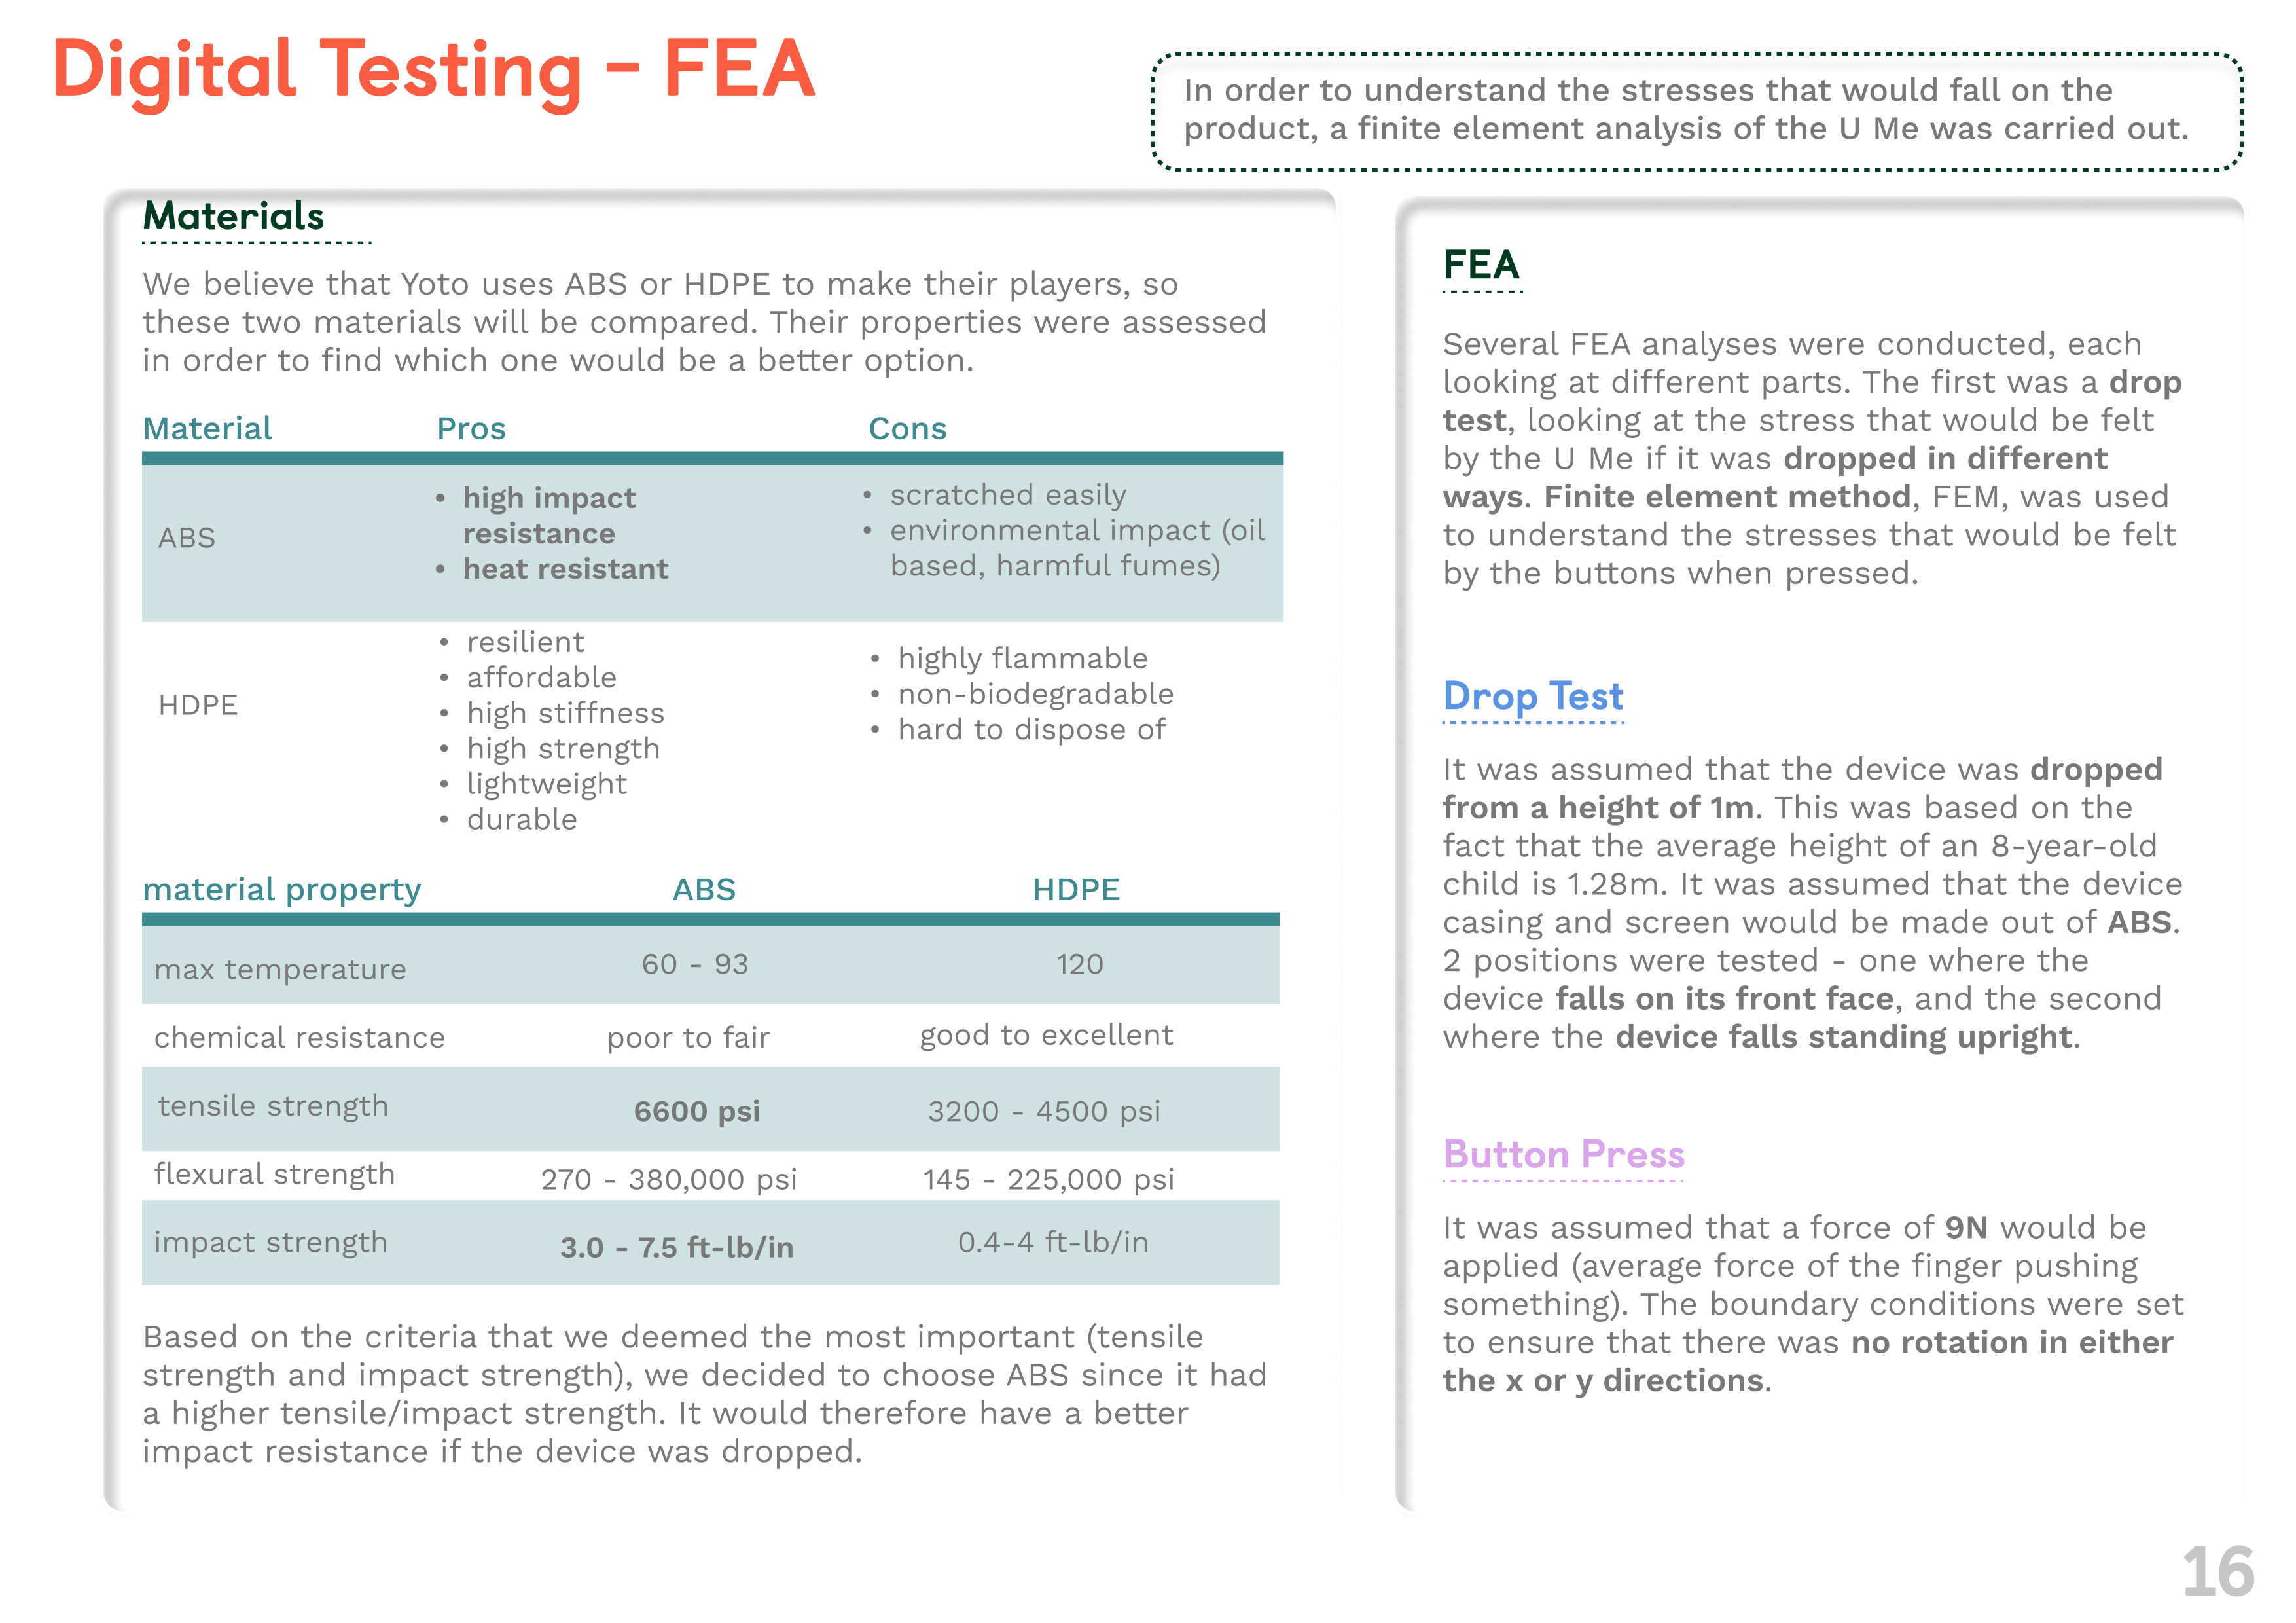 Digital Testing - FEA
In order to understand the stresses that would fall on the
product, a finite element analysis of the U Me was carried out.
Materials
We believe that Yoto uses ABS or HDPE to make their players, so
these two materials will be compared. Their properties were assessed
in order to find which one would be a better option.
Material Pros Cons
ABS
• high impact
resistance
• heat resistant
• scratched easily
• environmental impact (oil
based, harmful fumes)
HDPE
• resilient
• affordable
• high stiffness
• high strength
• lightweight
• durable
• highly flammable
• non-biodegradable
• hard to dispose of
material property ABS HDPE
max temperature 60 - 93 120
chemical resistance poor to fair good to excellent
tensile strength 6600 psi 3200 - 4500 psi
flexural strength 270 - 380,000 psi 145 - 225,000 psi
impact strength 3.0 - 7.5 ft-lb/in 0.4-4 ft-lb/in
Based on the criteria that we deemed the most important (tensile
strength and impact strength), we decided to choose ABS since it had
a higher tensile/impact strength. It would therefore have a better
impact resistance if the device was dropped.
FEA
Several FEA analyses were conducted, each
looking at different parts. The first was a drop
test, looking at the stress that would be felt
by the U Me if it was dropped in different
ways. Finite element method, FEM, was used
to understand the stresses that would be felt
by the buttons when pressed.
Drop Test
It was assumed that the device was dropped
from a height of 1m. This was based on the
fact that the average height of an 8-year-old
child is 1.28m. It was assumed that the device
casing and screen would be made out of ABS.
2 positions were tested - one where the
device falls on its front face, and the second
where the device falls standing upright.
Button Press
It was assumed that a force of 9N would be
applied (average force of the finger pushing
something). The boundary conditions were set
to ensure that there was no rotation in either
the x or y directions.
16